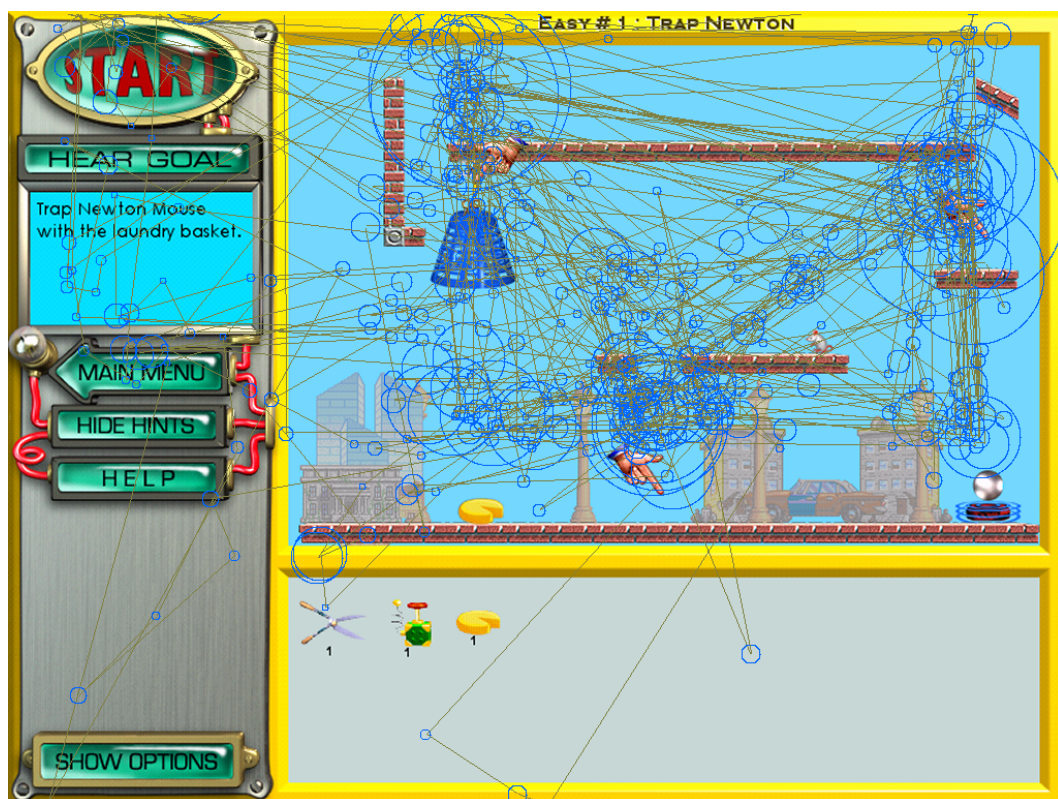 EASY # 1 : TRAP NEWTON
START
HEAR GOAL
Trap Newton Mouse
with the laundry basket.
MAIN MENU
HIDE HINTS
HELP
1
1
1
SHOW OPTIONS